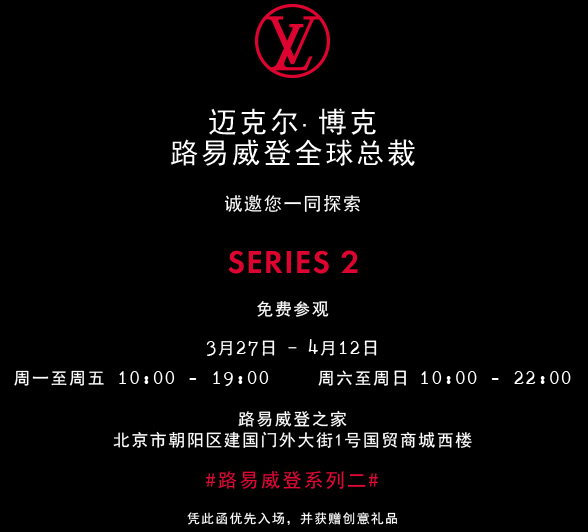 LV
迈克尔·博克
路易威登全球总裁
诚邀您一同探索
SERIES 2
免费参观
3月27日 - 4月12日
周一至周五 10:00 - 19:00 周六至周日 10:00 - 22:00
路易威登之家
北京市朝阳区建国门外大街1号国贸商城西楼
#路易威登系列二#
凭此函优先入场，并获赠创意礼品